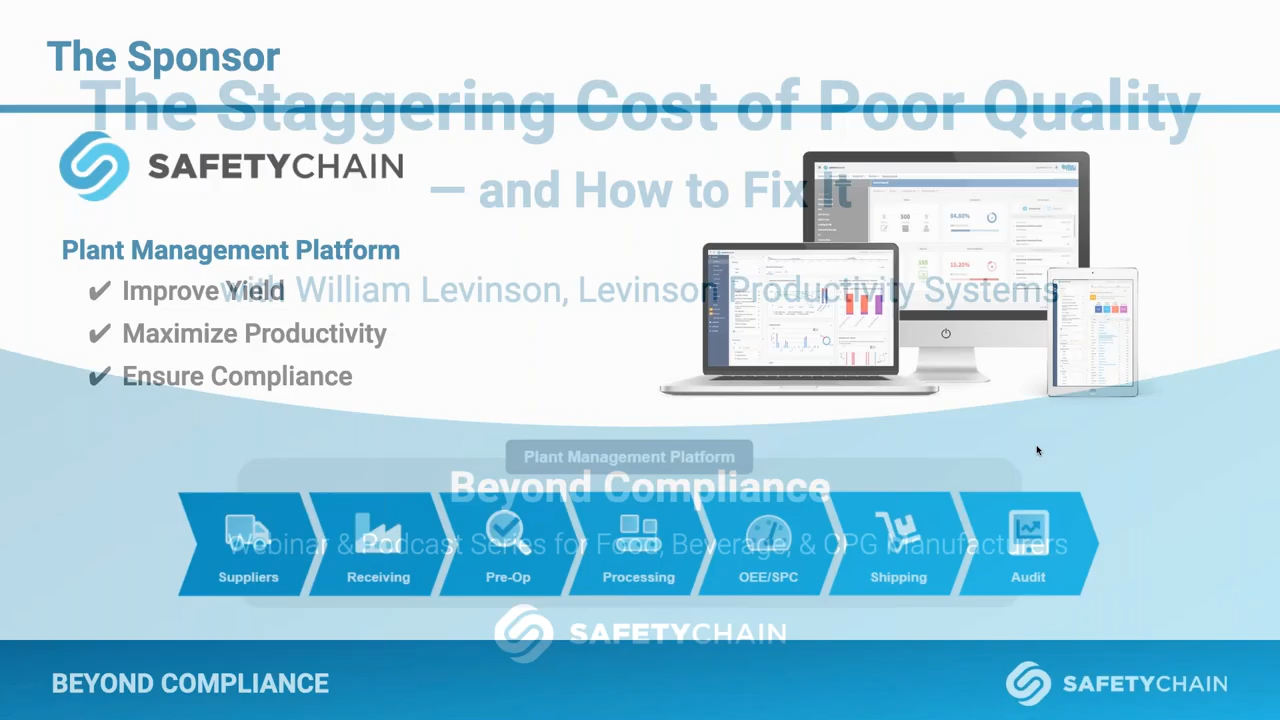 The Sponsor
The Staggering Cost of Poor Quality
SAFETYCHAIN
— and How to Fix It
Plant Management Platform
✔ Improve Yield
with William Levinson, Levinson Productivity Systems
✔ Maximize Productivity
✔ Ensure Compliance
Plant Management Platform
Beyond Compliance
Webinar & Podcast Series for Food, Beverage, & CPG Manufacturers
Suppliers Receiving Pre-Op Processing OEE/SPC Shipping Audit
SAFETYCHAIN
BEYOND COMPLIANCE
SAFETYCHAIN